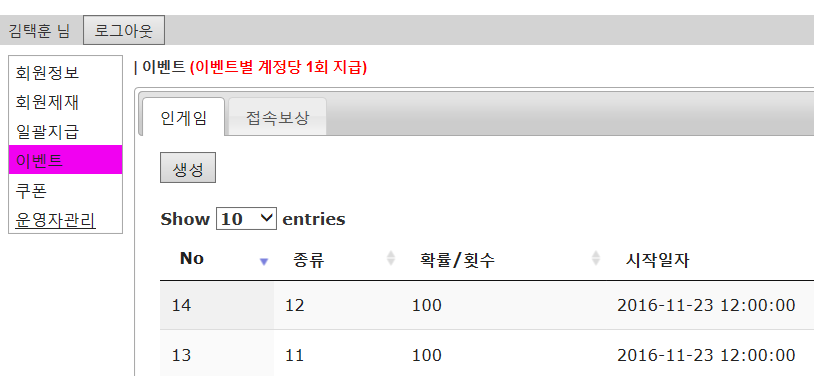 김택훈 님 로그아웃
회원정보
회원제재
일괄지급
이벤트
쿠폰
운영자관리
| 이벤트 (이벤트별 계정당 1회 지급)
인게임 접속보상
생성
Show 10 entries
No 종류 확률/횟수 시작일자
14 12 100 2016-11-23 12:00:00
13 11 100 2016-11-23 12:00:00